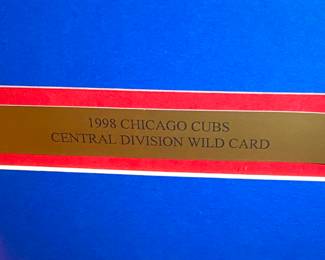 1998 CHICAGO CUBS
CENTRAL DIVISION WILD CARD